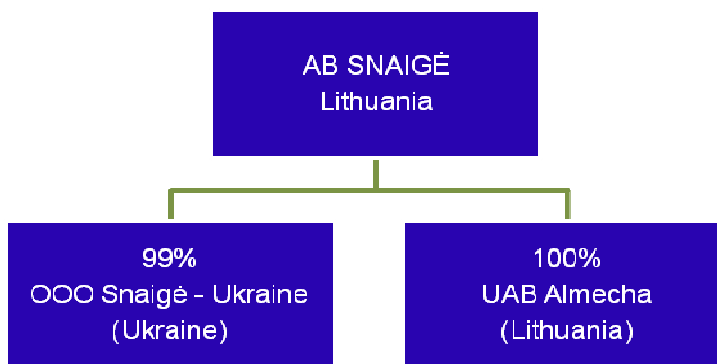 AB SNAIGĖ
Lithuania
99%
OOO Snaigė - Ukraine
(Ukraine)
100%
UAB Almecha
(Lithuania)